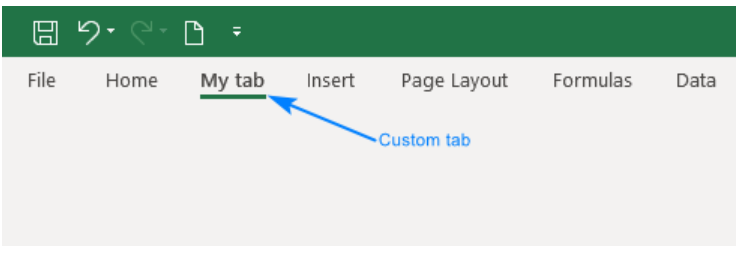 File Home My tab Insert Page Layout Formulas Data
Custom tab